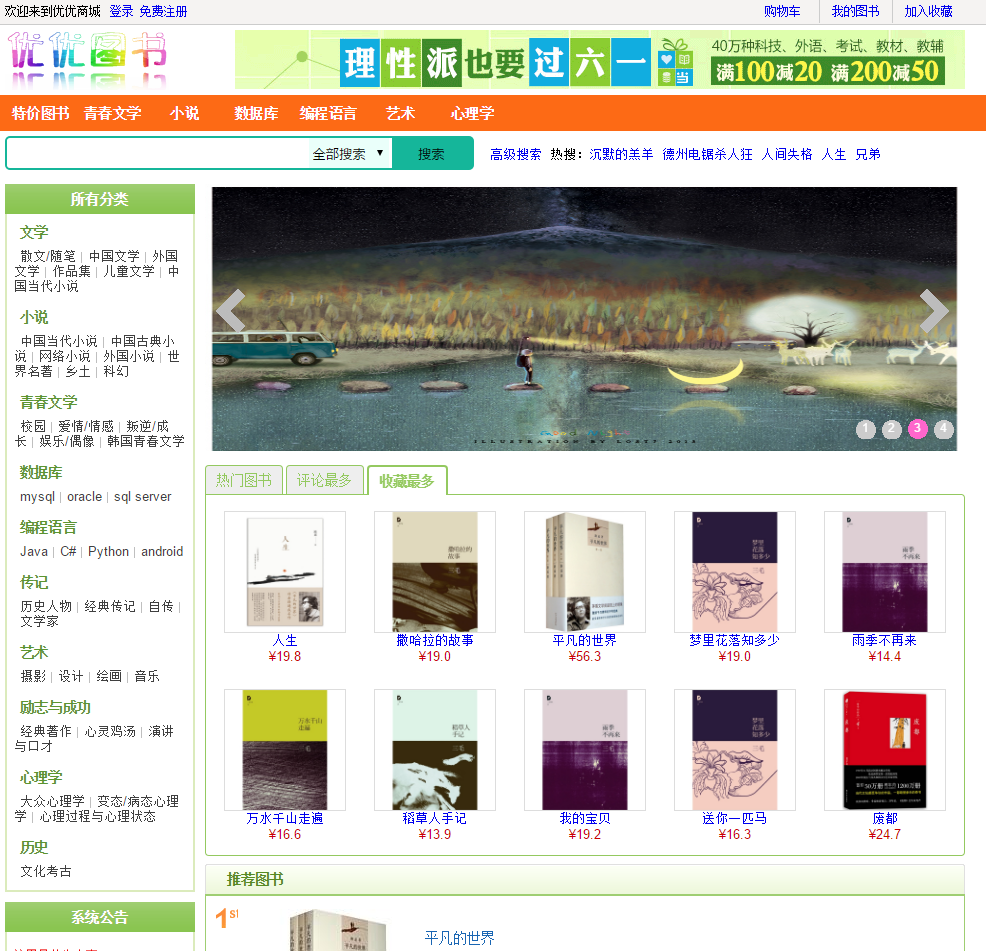 欢迎来到优优商城 登录 免费注册 购物车 我的图书 加入收藏
优优图书
理性派也要过六一
40万种科技、外语、考试、教材、教辅
满100减20 满200减50
特价图书 青春文学 小说 数据库 编程语言 艺术 心理学
全部搜索 ▼ 搜索 高级搜索 热搜: 沉默的羔羊 德州电锯杀人狂 人间失格 人生 兄弟
所有分类
文学
散文/随笔 | 中国文学 | 外国
文学 | 作品集 | 儿童文学 | 中
国当代小说
小说
中国当代小说 | 中国古典小
说 | 网络小说 | 外国小说 | 世
界名著 | 乡土 | 科幻
青春文学
校园 | 爱情/情感 | 叛逆/成
长 | 娱乐/偶像 | 韩国青春文学
数据库
mysql | oracle | sql server
编程语言
Java | C# | Python | android
传记
历史人物 | 经典传记 | 自传 |
文学家
艺术
摄影 | 设计 | 绘画 | 音乐
励志与成功
经典著作 | 心灵鸡汤 | 演讲
与口才
心理学
大众心理学 | 变态/病态心理
学 | 心理过程与心理状态
历史
文化考古
系统公告
1 2 3 4
热门图书 评论最多 收藏最多
人生 撒哈拉的故事 平凡的世界 梦里花落知多少 雨季不再来
¥19.8 ¥19.0 ¥56.3 ¥19.0 ¥14.4
万水千山走遍 稻草人手记 我的宝贝 送你一匹马 废都
¥16.6 ¥13.9 ¥19.2 ¥16.3 ¥24.7
推荐图书
1st
平凡的世界